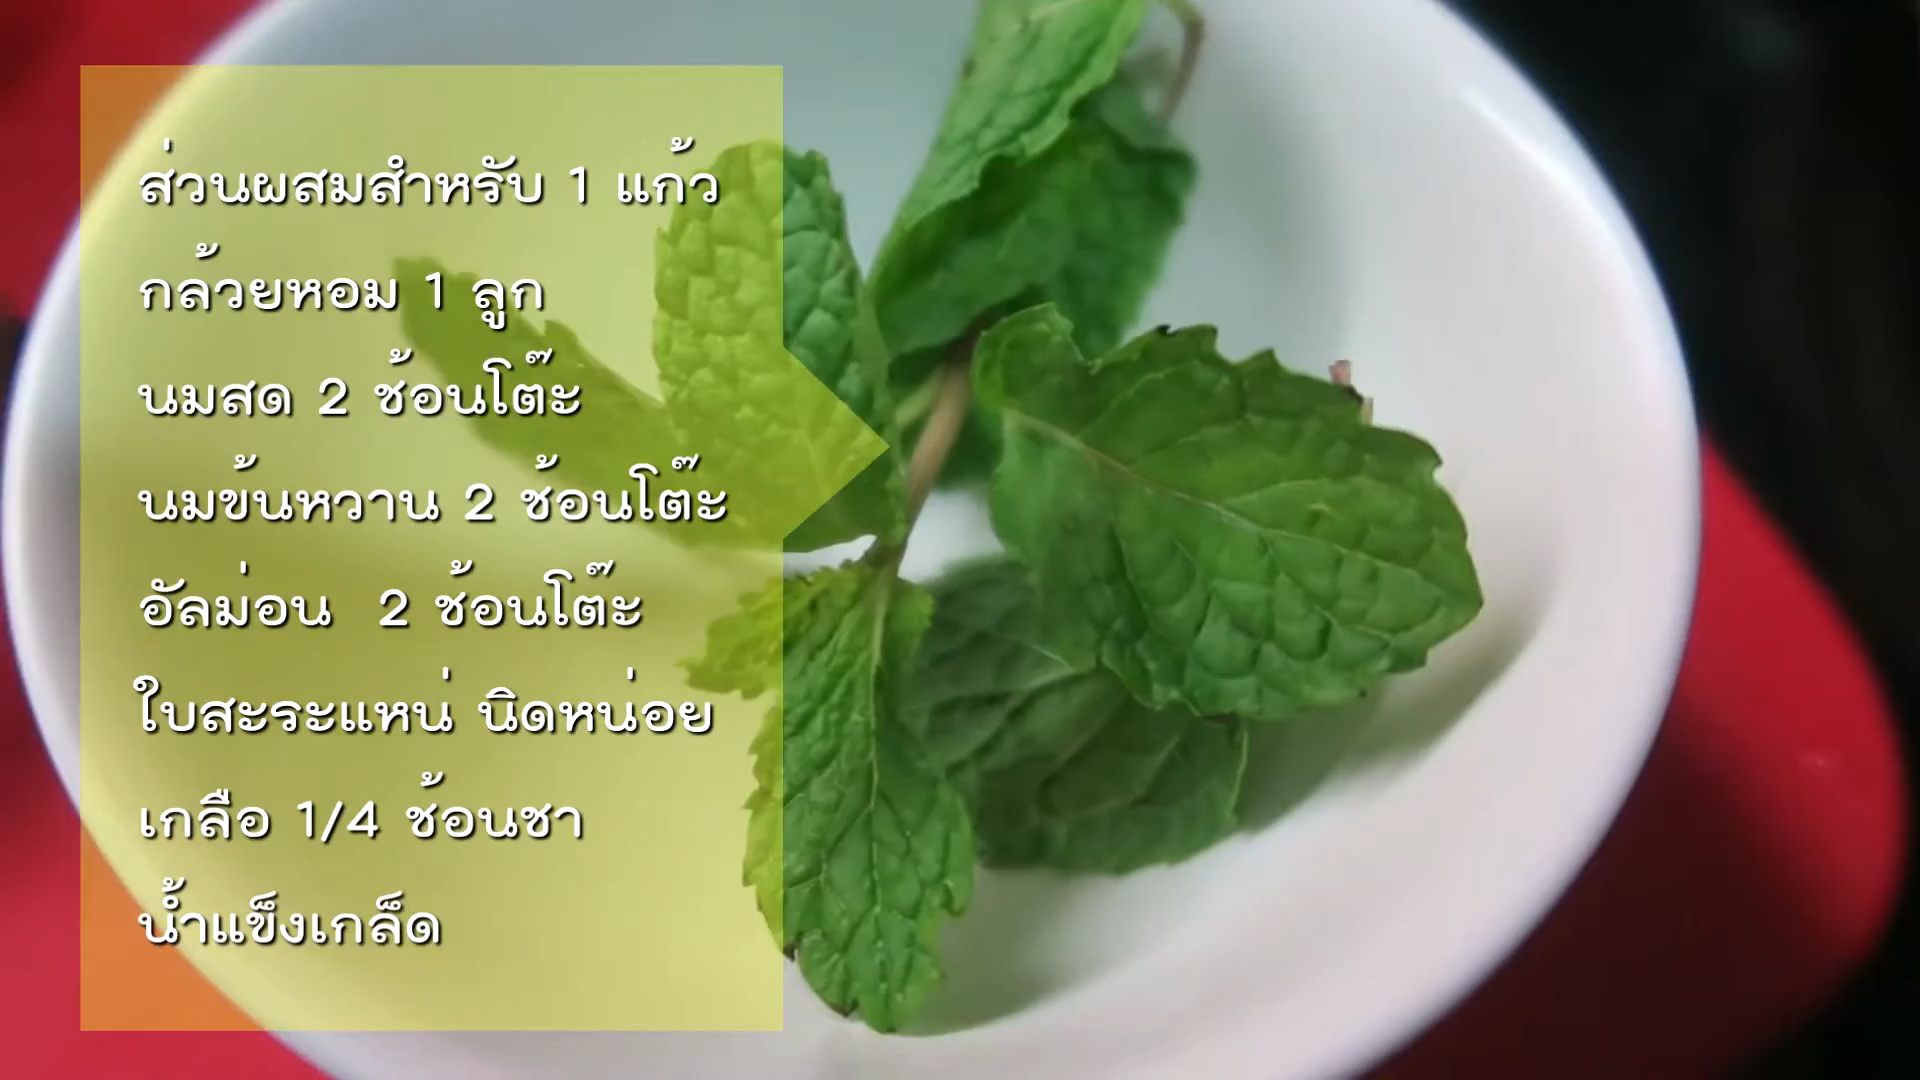 ส่วนผสมสำหรับ 1 แก้ว
กล้วยหอม 1 ลูก
นมสด 2 ช้อนโต๊ะ
นมข้นหวาน 2 ช้อนโต๊ะ
อัลม่อน 2 ช้อนโต๊ะ
ใบสะระแหน่ นิดหน่อย
เกลือ 1/4 ช้อนชา
น้ำแข็งเกล็ด